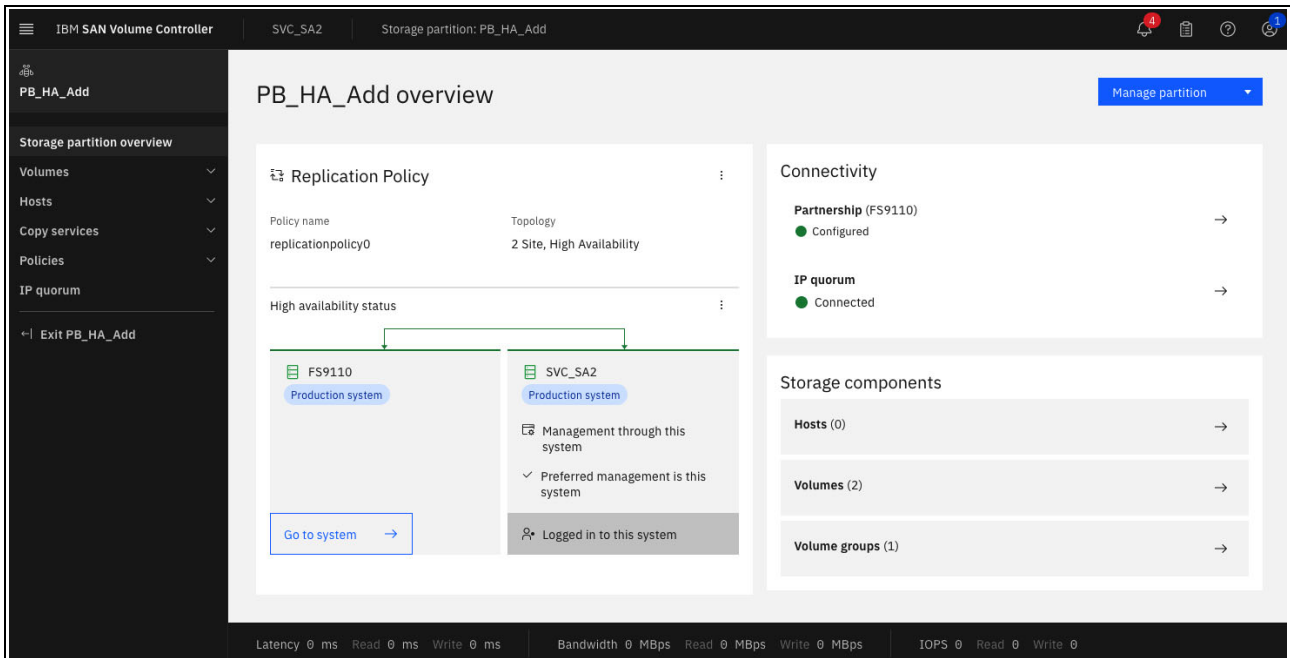 IBM SAN Volume Controller
SVC_SA2
Storage partition: PB_HA_Add
4
1
PB_HA_Add
Storage partition overview
Volumes
Hosts
Copy services
Policies
IP quorum
Exit PB_HA_Add
PB_HA_Add overview
Manage partition
Replication Policy
Policy name
replicationpolicy0
Topology
2 Site, High Availability
High availability status
FS9110
Production system
Go to system
SVC_SA2
Production system
Management through this
system
Preferred management is this
system
Logged in to this system
Connectivity
Partnership (FS9110)
Configured
IP quorum
Connected
Storage components
Hosts (0)
Volumes (2)
Volume groups (1)
Latency 0 ms Read 0 ms Write 0 ms
Bandwidth 0 MBps Read 0 MBps Write 0 MBps
IOPS 0 Read 0 Write 0